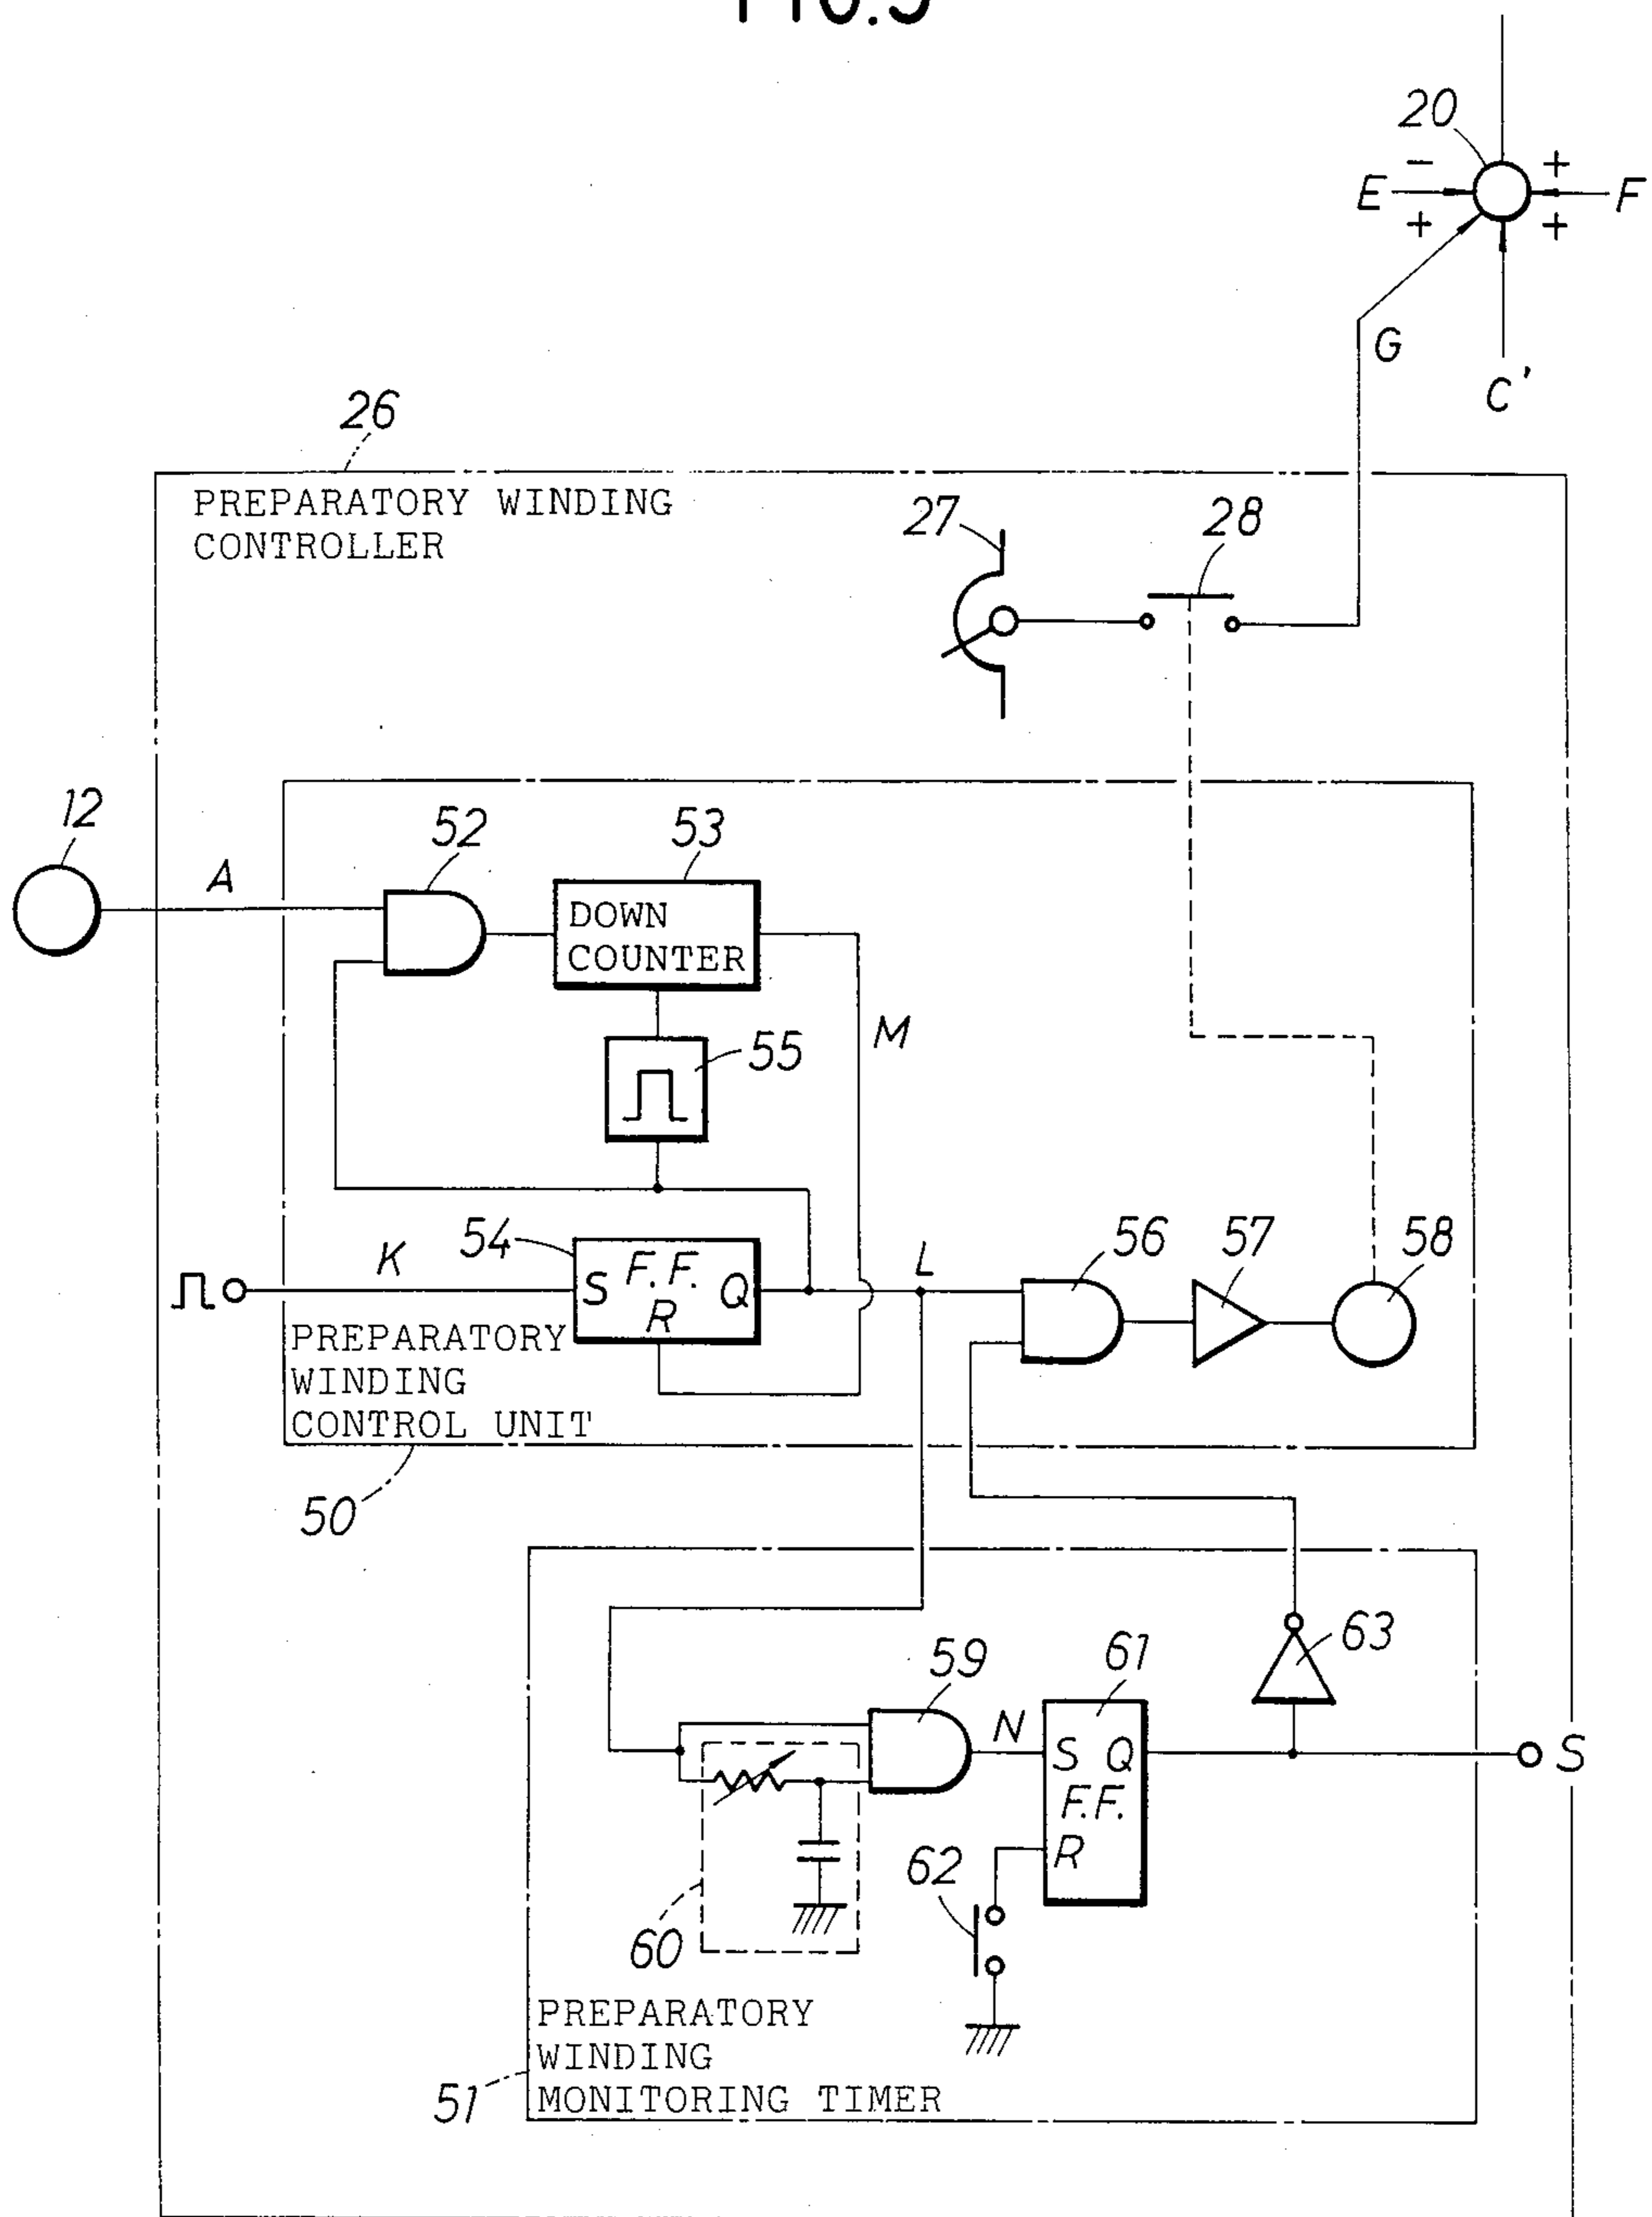 20
E - + F
+ +
G
C'
26
PREPARATORY WINDING
CONTROLLER
27
28
12
A
52
53
DOWN
COUNTER
M
55
K
54
S F.F. Q
R
L
56
57
58
PREPARATORY
WINDING
CONTROL UNIT
50
59
N
61
S Q
F.F.
R
63
S
62
60
PREPARATORY
WINDING
MONITORING TIMER
51